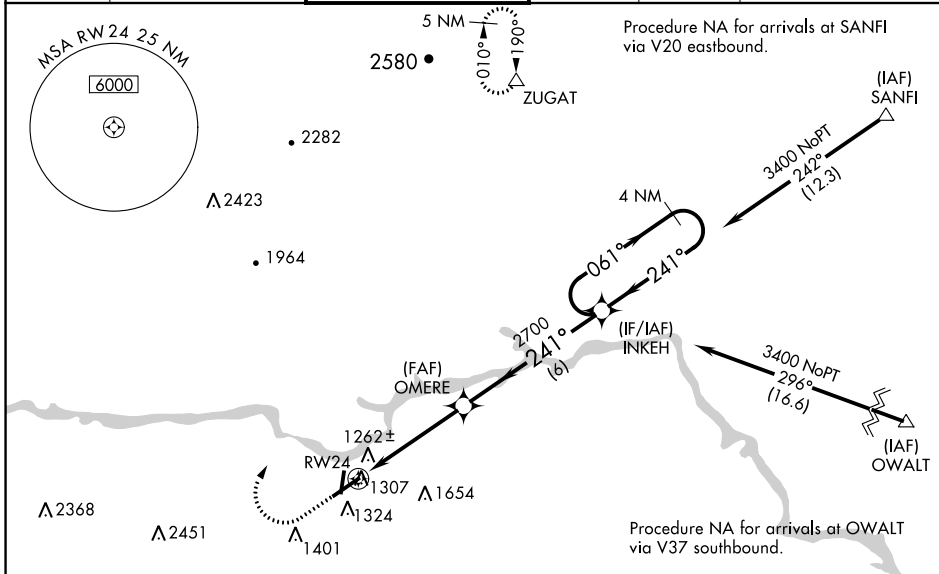 MSA RW 24 25 NM
6000
5 NM
010°
190°
ZUGAT
2580
Procedure NA for arrivals at SANFI
via V20 eastbound.
(IAF)
SANFI
2282
3400 NoPT
242°
(12.3)
2423
4 NM
1964
061°
241°
(IF/IAF)
INKEH
2700
241°
(6)
(FAF)
OMERE
3400 NoPT
296°
(16.6)
(IAF)
OWALT
1262±
RW24
1307
1654
1324
2368
2451
1401
Procedure NA for arrivals at OWALT
via V37 southbound.